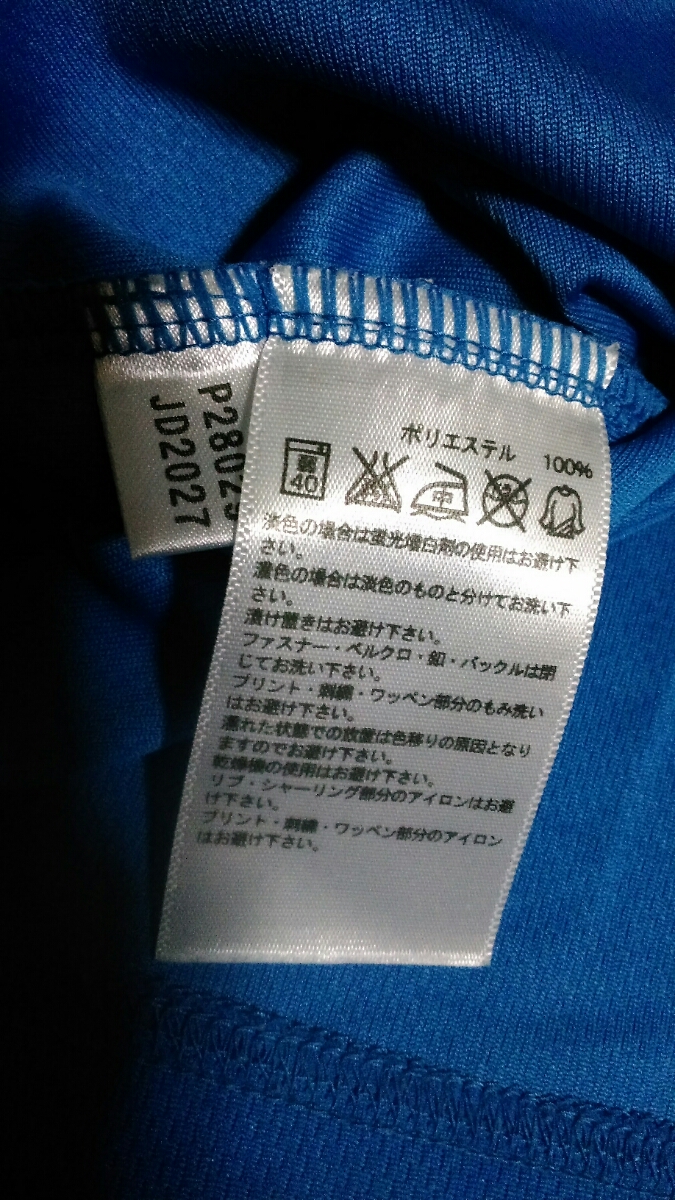 ポリエステル 100%
弱
40
中
淡色の場合は蛍光増白剤の使用はお避け下
さい。
濃色の場合は淡色のものと分けてお洗い下
さい。
漬け置きはお避け下さい。
ファスナー・ベルクロ・釦・バックルは閉
じてお洗い下さい。
プリント・刺繍・ワッペン部分のもみ洗い
はお避け下さい。
濡れた状態での放置は色移りの原因となり
ますのでお避け下さい。
乾燥機の使用はお避け下さい。
リブ・シャーリング部分のアイロンはお避
け下さい。
プリント・刺繍・ワッペン部分のアイロン
はお避け下さい。
JD2027